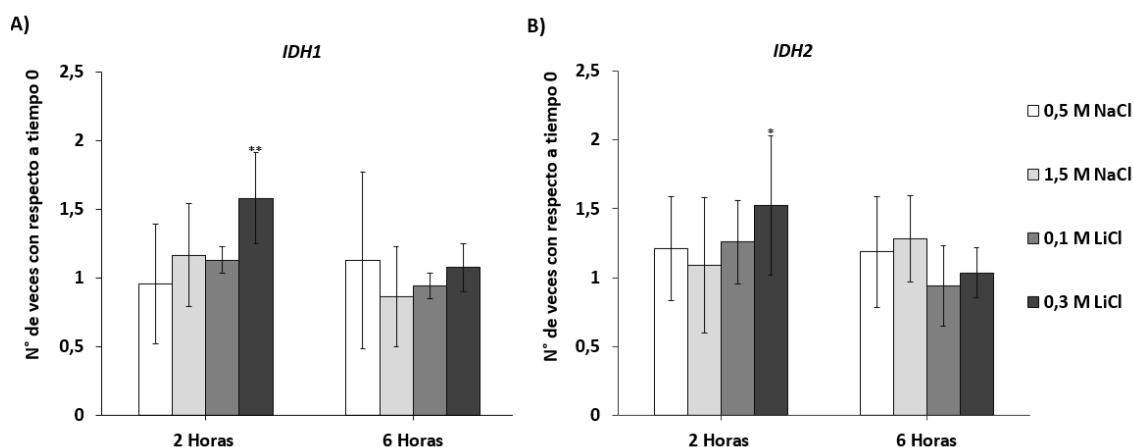 A)
IDH1
N° de veces con respecto a tiempo 0
2,5
2
1,5
1
0,5
0
**
2 Horas
6 Horas
B)
IDH2
N° de veces con respecto a tiempo 0
2,5
2
1,5
1
0,5
0
*
2 Horas
6 Horas
0,5 M NaCl
1,5 M NaCl
0,1 M LiCl
0,3 M LiCl